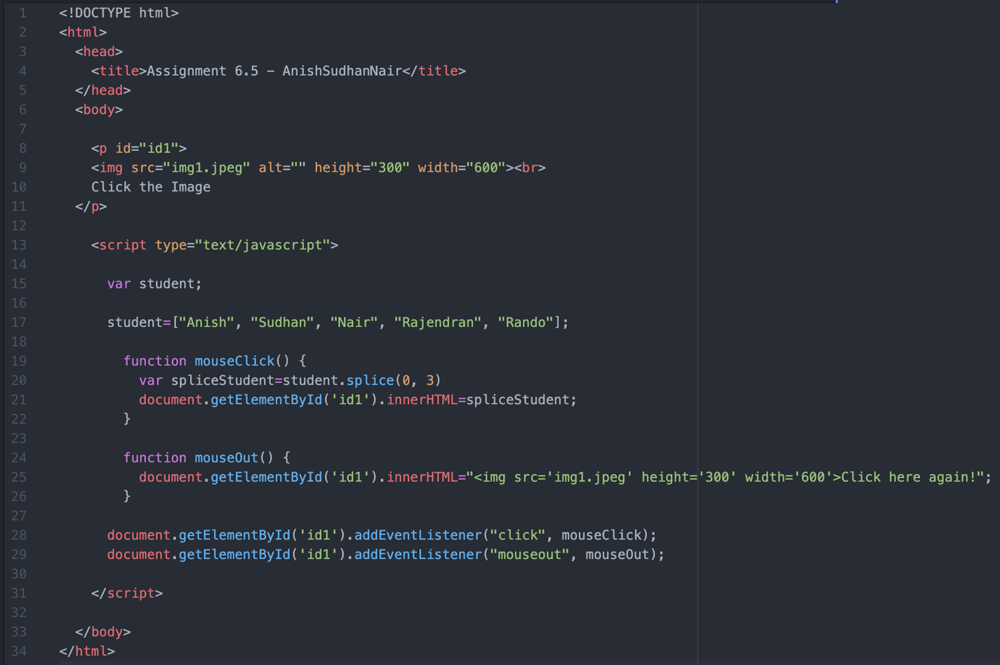 1 <!DOCTYPE html>
2 <html>
3 <head>
4 <title>Assignment 6.5 – AnishSudhanNair</title>
5 </head>
6 <body>
7
8 <p id="id1">
9 <img src="img1.jpeg" alt="" height="300" width="600"><br>
10 Click the Image
11 </p>
12
13 <script type="text/javascript">
14
15 var student;
16
17 student=["Anish", "Sudhan", "Nair", "Rajendran", "Rando"];
18
19 function mouseClick() {
20 var spliceStudent=student.splice(0, 3)
21 document.getElementById('id1').innerHTML=spliceStudent;
22 }
23
24 function mouseOut() {
25 document.getElementById('id1').innerHTML="<img src='img1.jpeg' height='300' width='600'>Click here again!";
26 }
27
28 document.getElementById('id1').addEventListener("click", mouseClick);
29 document.getElementById('id1').addEventListener("mouseout", mouseOut);
30
31 </script>
32
33 </body>
34 </html>